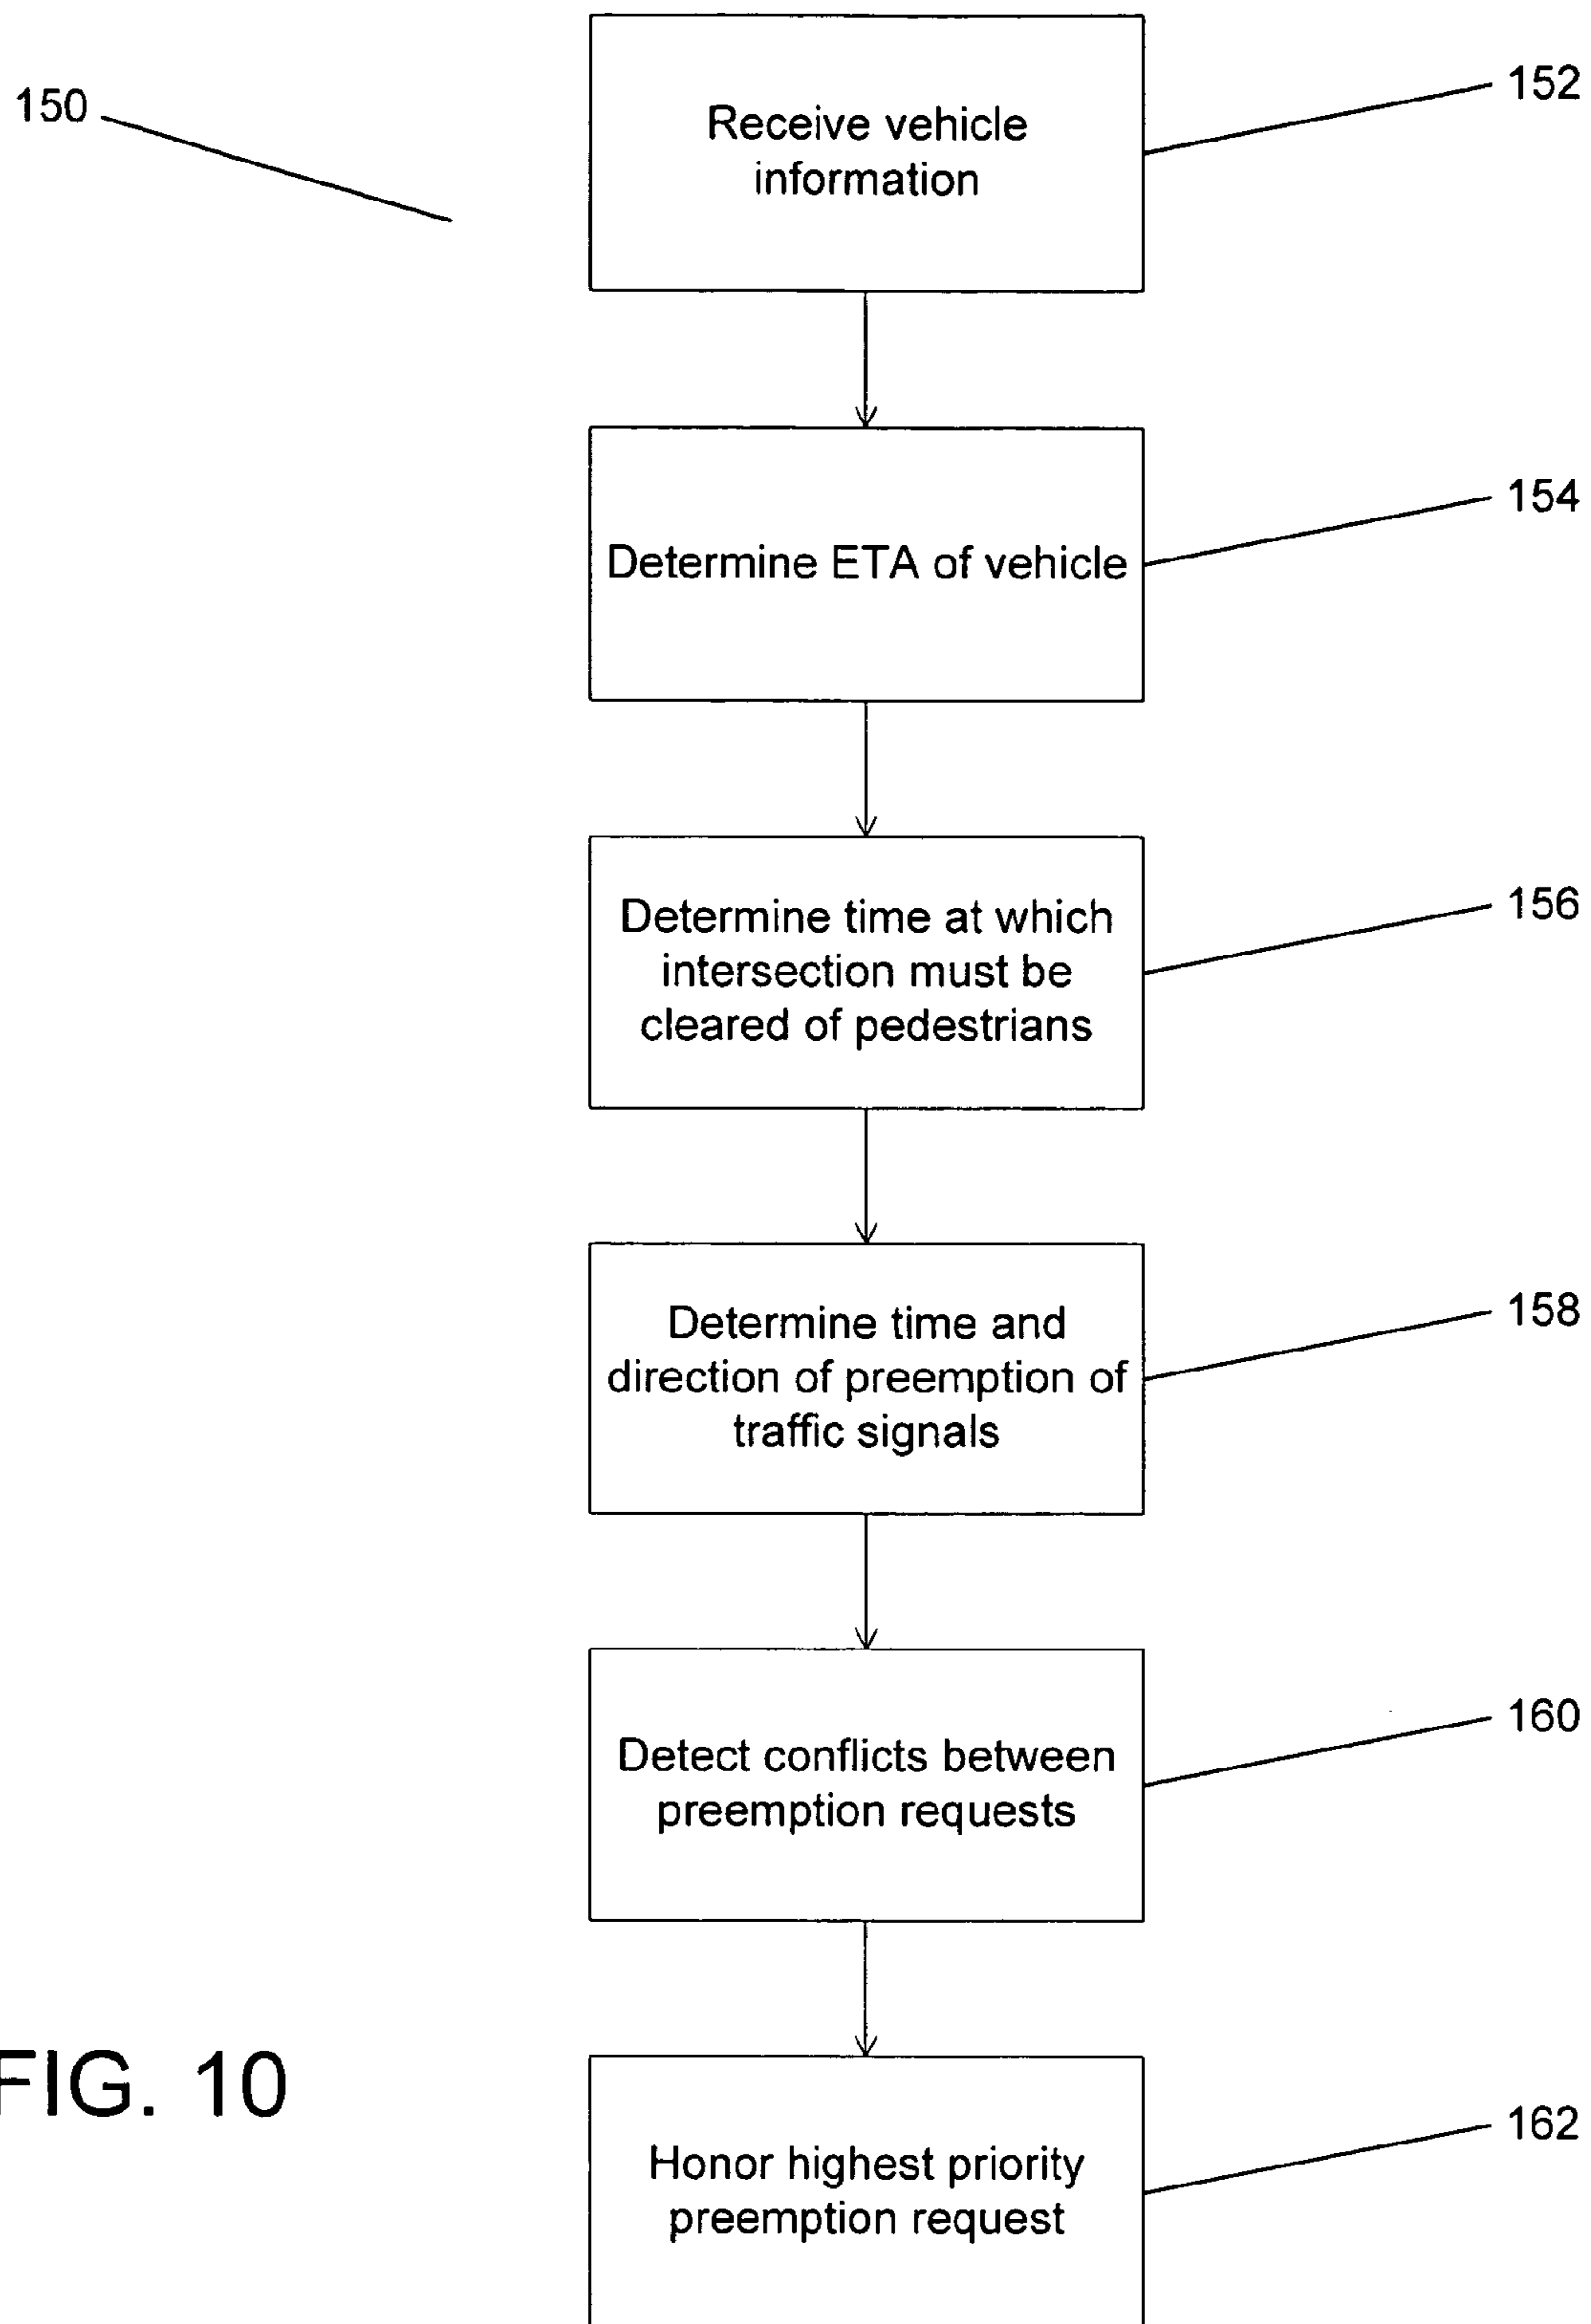 150
Receive vehicle
information
152
Determine ETA of vehicle
154
Determine time at which
intersection must be
cleared of pedestrians
156
Determine time and
direction of preemption of
traffic signals
158
Detect conflicts between
preemption requests
160
Honor highest priority
preemption request
162
FIG. 10